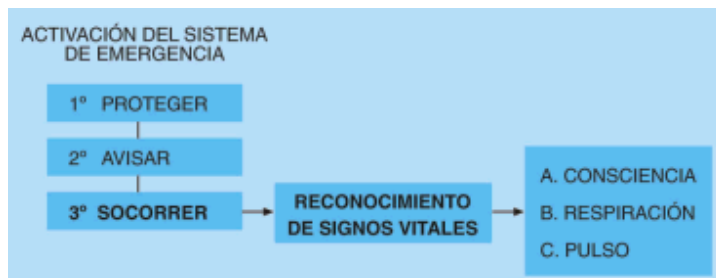 ACTIVACIÓN DEL SISTEMA
DE EMERGENCIA
1º PROTEGER
2º AVISAR
3º SOCORRER
RECONOCIMIENTO
DE SIGNOS VITALES
A. CONSCIENCIA
B. RESPIRACIÓN
C. PULSO